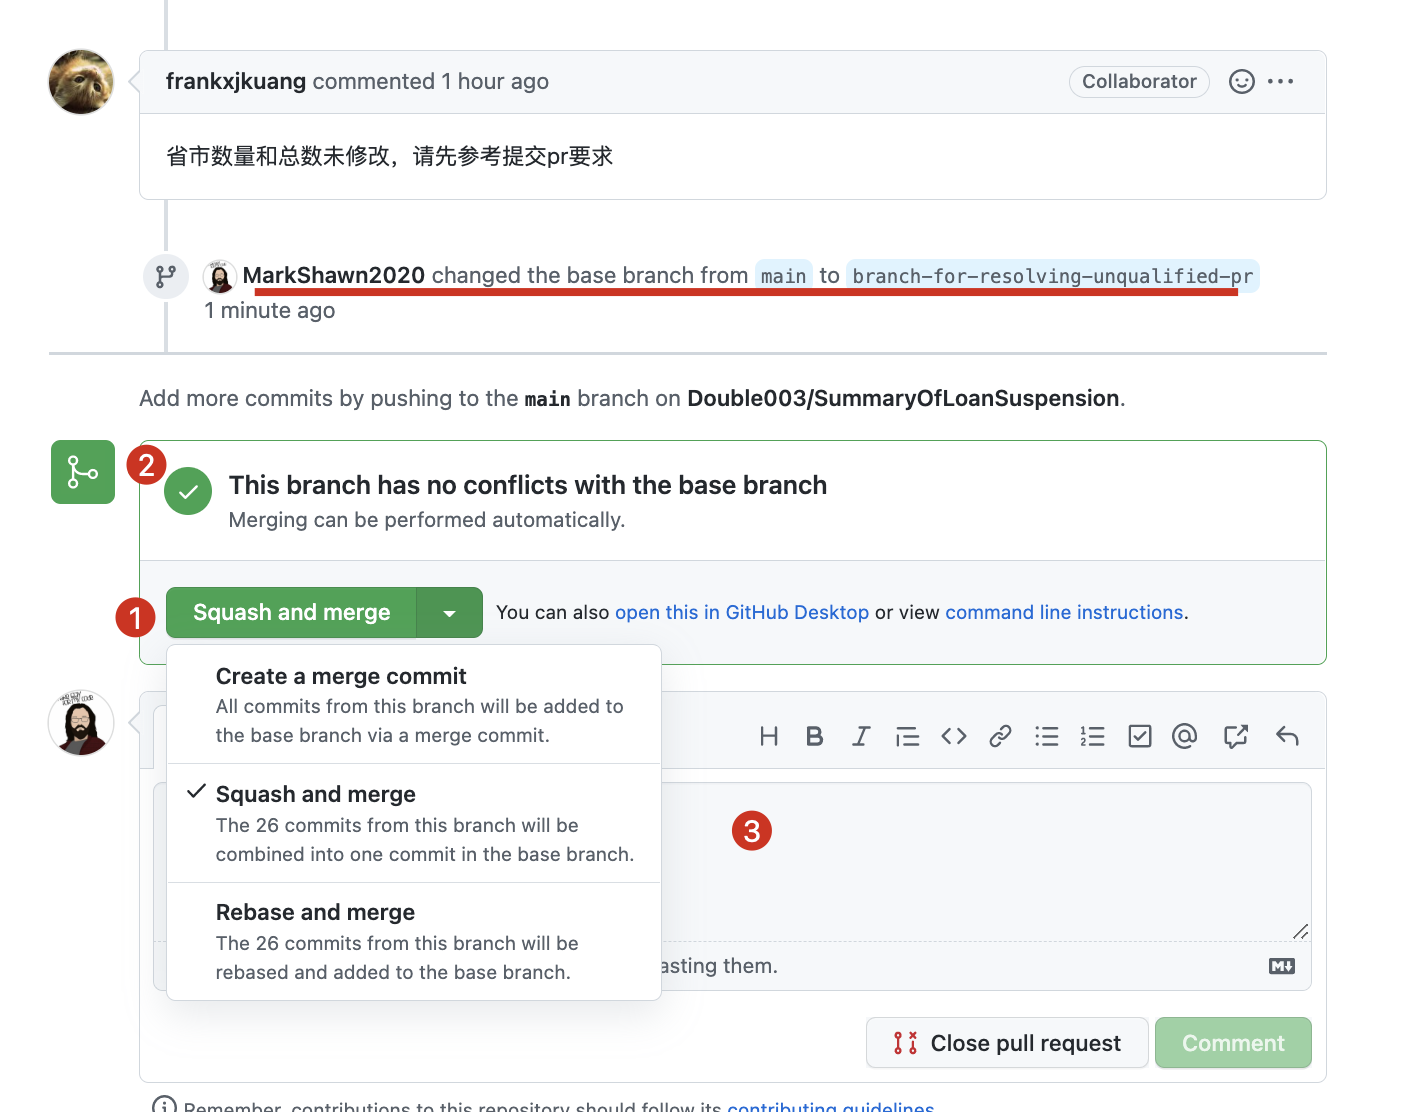 frankxjkuang commented 1 hour ago
Collaborator
省市数量和总数未修改，请先参考提交pr要求
MarkShawn2020 changed the base branch from main to branch-for-resolving-unqualified-pr
1 minute ago
Add more commits by pushing to the main branch on Double003/SummaryOfLoanSuspension.
2
This branch has no conflicts with the base branch
Merging can be performed automatically.
1
Squash and merge
You can also open this in GitHub Desktop or view command line instructions.
Create a merge commit
All commits from this branch will be added to
the base branch via a merge commit.
Squash and merge
The 26 commits from this branch will be
combined into one commit in the base branch.
3
Rebase and merge
The 26 commits from this branch will be
rebased and added to the base branch.
asting them.
Close pull request
Comment
Remember, contributions to this repository should follow its contributing guidelines